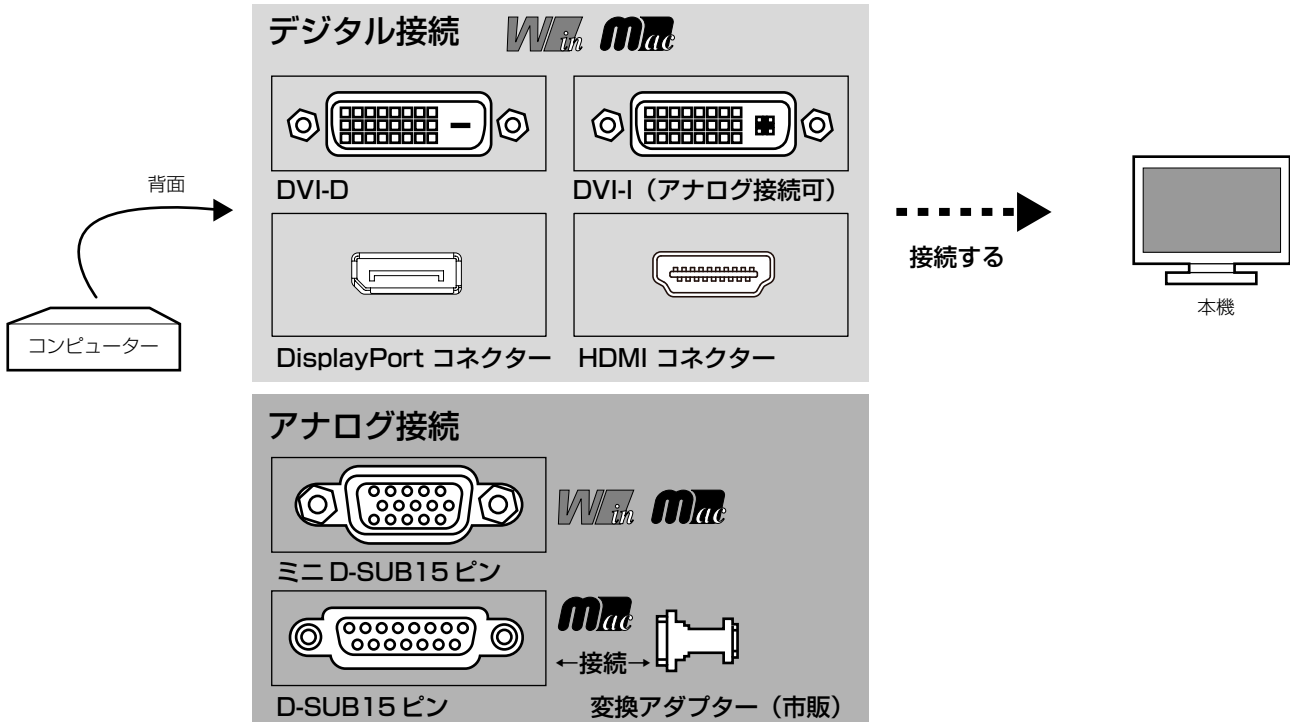 デジタル接続 Win Mac
背面
コンピューター
DVI-D
DVI-I（アナログ接続可）
DisplayPort コネクター
HDMI コネクター
接続する
本機
アナログ接続
Win Mac
ミニ D-SUB15 ピン
Mac
←接続→
D-SUB15 ピン
変換アダプター（市販）